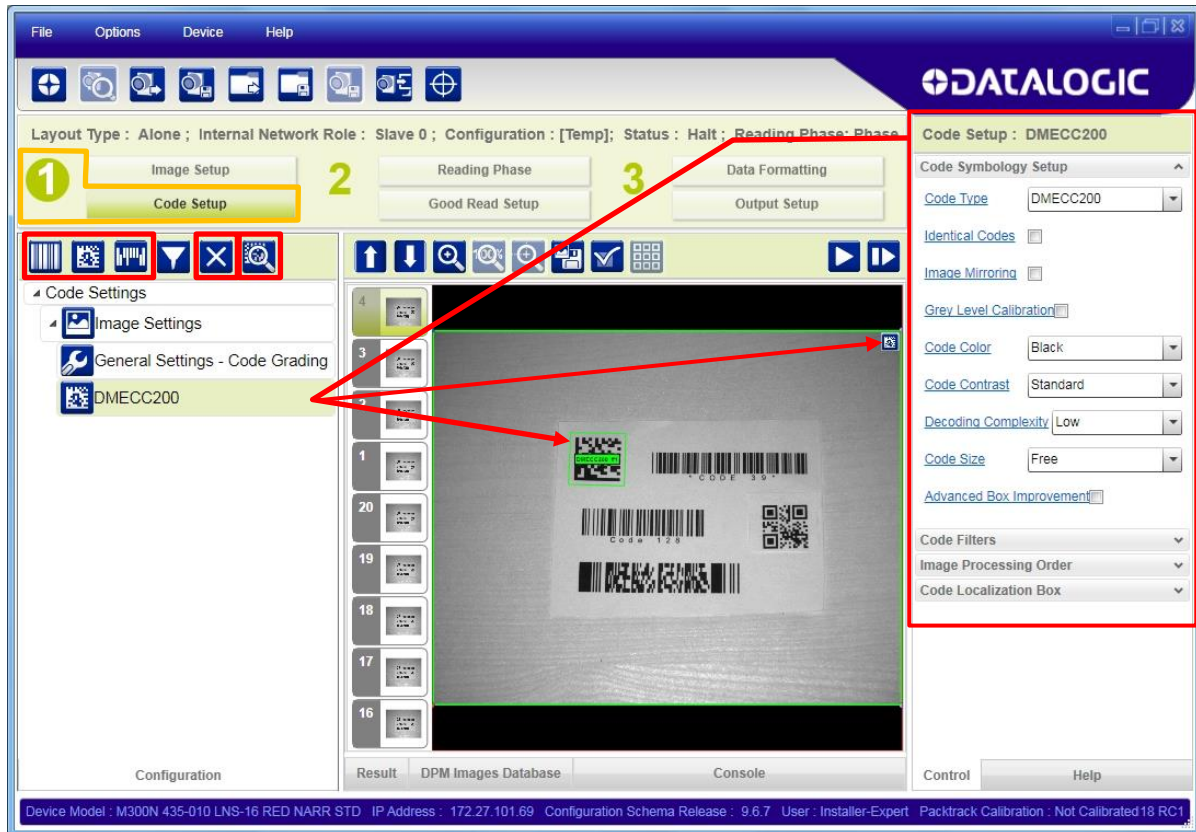 File Options Device Help
DATALOGIC
Layout Type : Alone ; Internal Network Role : Slave 0 ; Configuration : [Temp]; Status : Halt ; Reading Phase: Phase
1
Image Setup
Code Setup
2
Reading Phase
Good Read Setup
3
Data Formatting
Output Setup
Code Settings
Image Settings
General Settings - Code Grading
DMECC200
Configuration
100%
4
3
2
1
20
19
18
17
16
* CODE 39 *
Code 128
Result DPM Images Database Console
Code Setup : DMECC200
Code Symbology Setup
Code Type DMECC200
Identical Codes
Image Mirroring
Grey Level Calibration
Code Color Black
Code Contrast Standard
Decoding Complexity Low
Code Size Free
Advanced Box Improvement
Code Filters
Image Processing Order
Code Localization Box
Control Help
Device Model : M300N 435-010 LNS-16 RED NARR STD IP Address : 172.27.101.69 Configuration Schema Release : 9.6.7 User : Installer-Expert Packtrack Calibration : Not Calibrated18 RC1